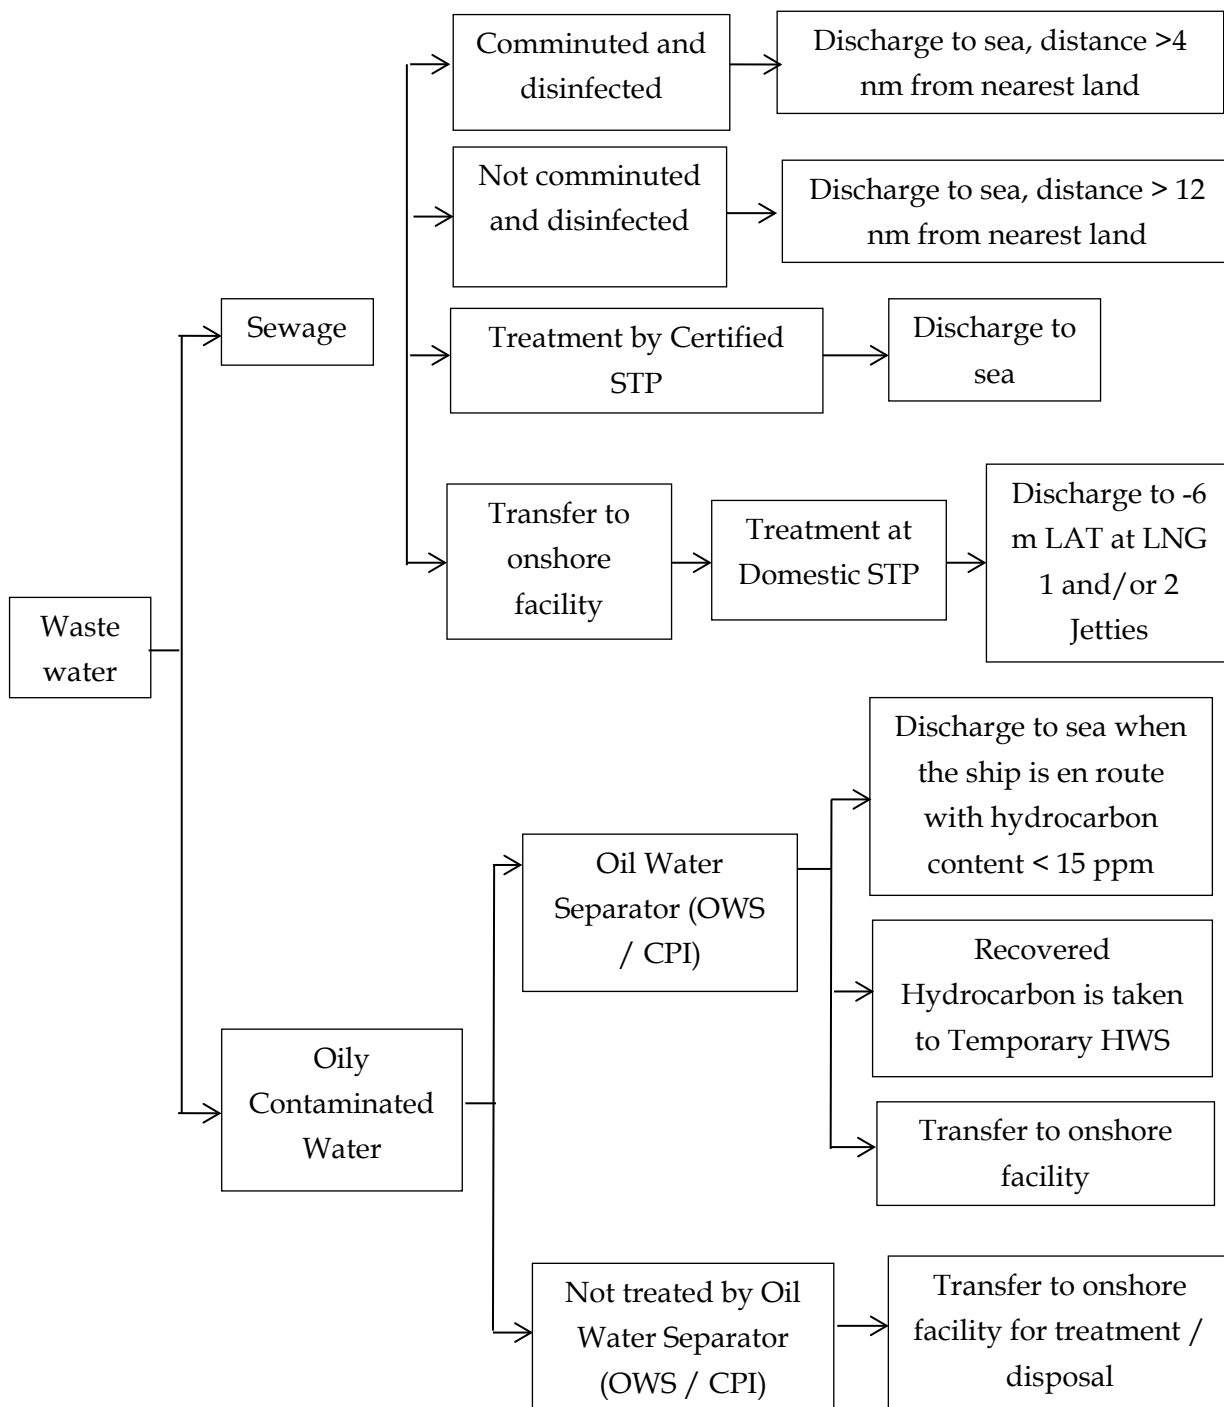 Comminuted and
disinfected
Discharge to sea, distance >4
nm from nearest land
Not comminuted
and disinfected
Discharge to sea, distance > 12
nm from nearest land
Sewage
Treatment by Certified
STP
Discharge to
sea
Transfer to
onshore
facility
Treatment at
Domestic STP
Discharge to -6
m LAT at LNG
1 and/or 2
Jetties
Waste
water
Discharge to sea when
the ship is en route
with hydrocarbon
content < 15 ppm
Oil Water
Separator (OWS
/ CPI)
Recovered
Hydrocarbon is taken
to Temporary HWS
Oily
Contaminated
Water
Transfer to onshore
facility
Not treated by Oil
Water Separator
(OWS / CPI)
Transfer to onshore
facility for treatment /
disposal